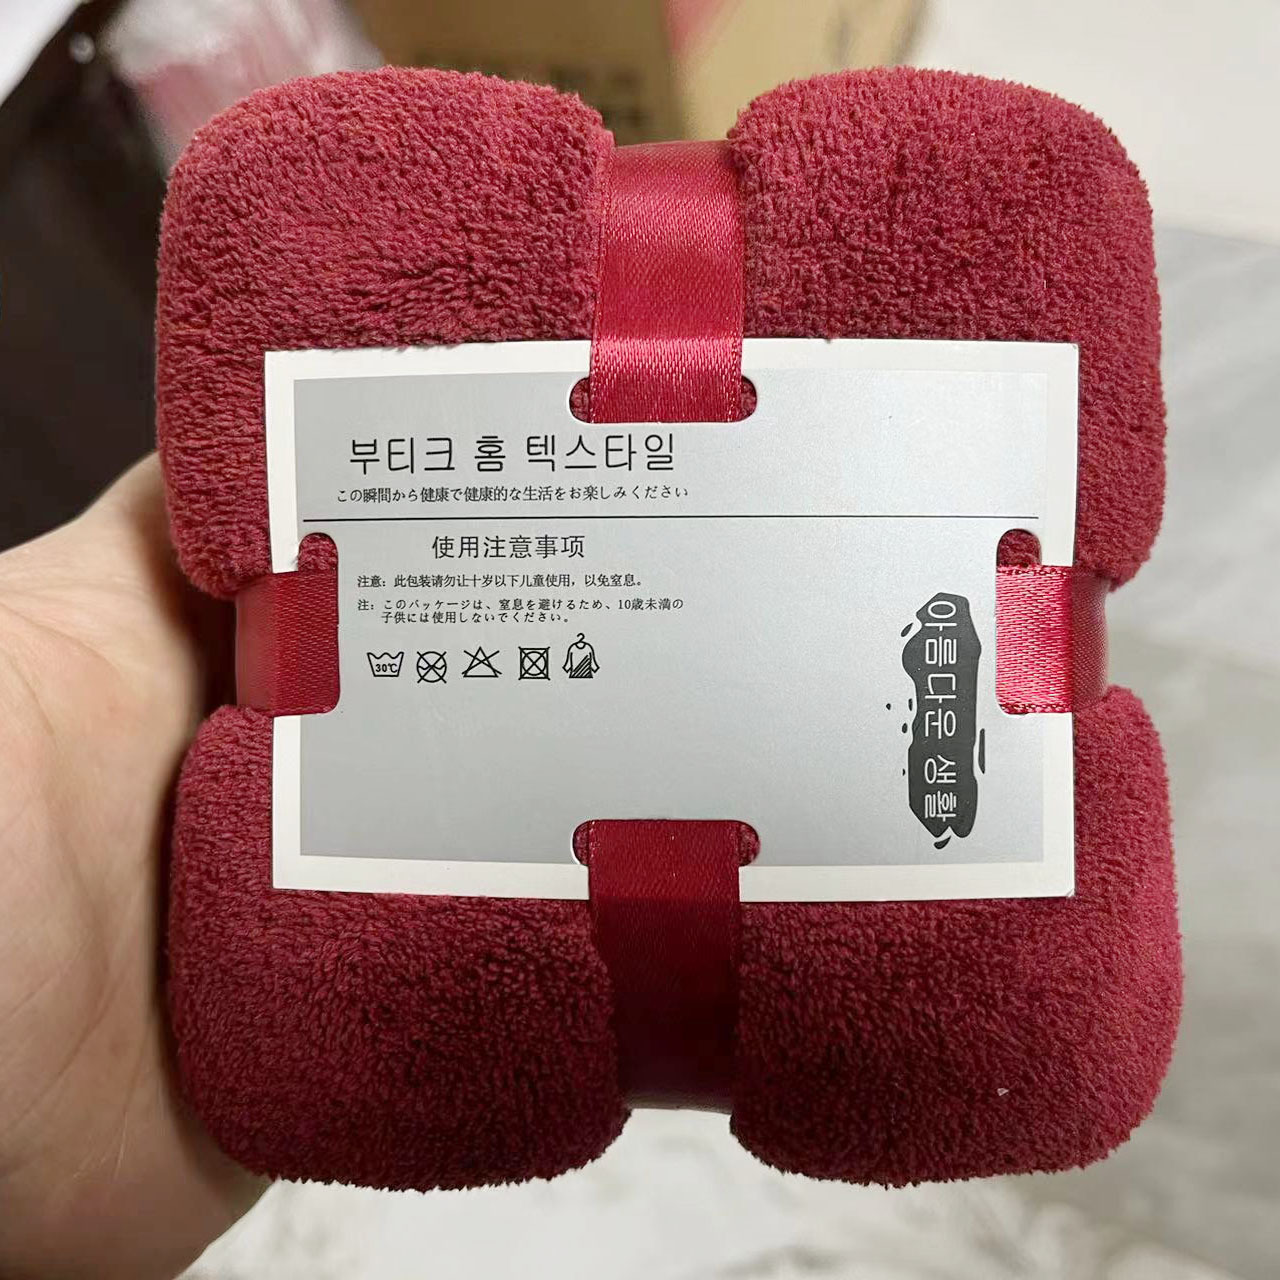 부티크 홈 텍스타일
この瞬間から健康で健康的な生活をお楽しみください
使用注意事项
注意：此包装请勿让十岁以下儿童使用，以免窒息。
注：このパッケージは、窒息を避けるため、10歳未満の
子供には使用しないでください。
30℃
아름다운 생활